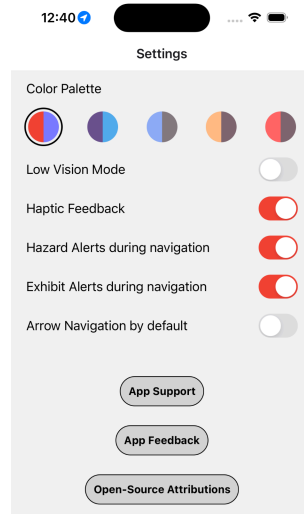 12:40
Settings
Color Palette
Low Vision Mode
Haptic Feedback
Hazard Alerts during navigation
Exhibit Alerts during navigation
Arrow Navigation by default
App Support
App Feedback
Open-Source Attributions